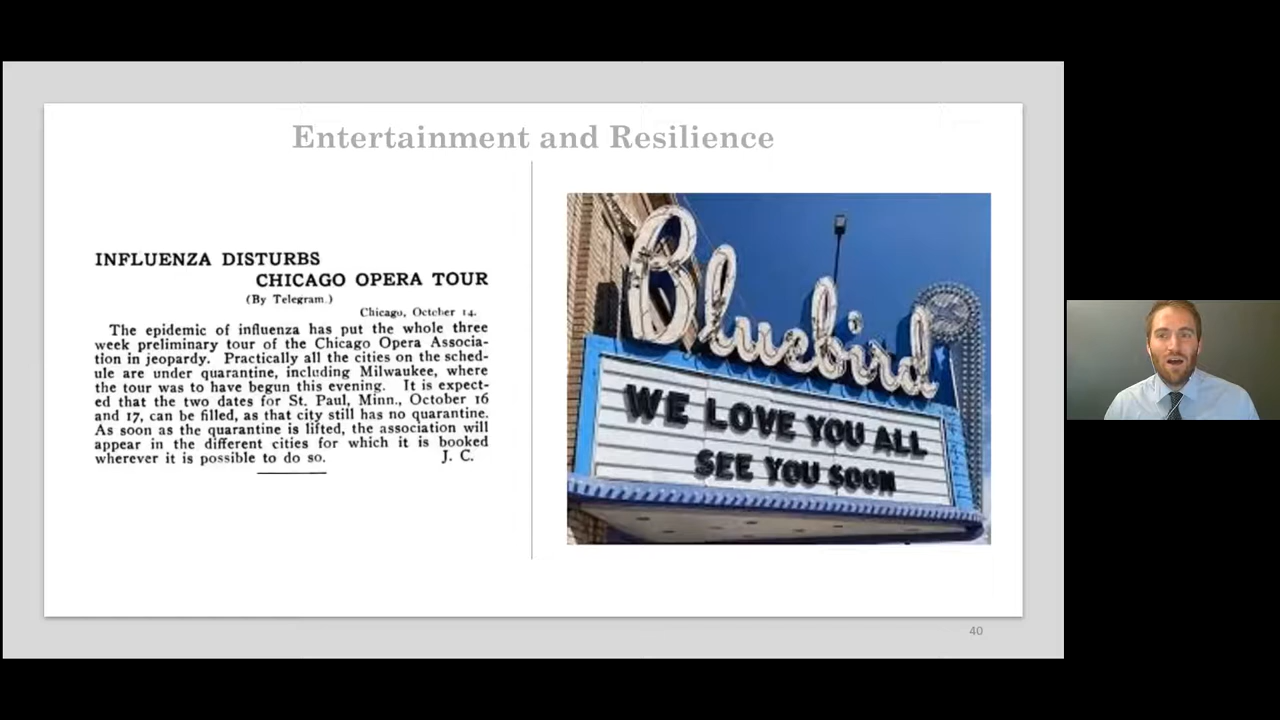 Entertainment and Resilience
INFLUENZA DISTURBS
CHICAGO OPERA TOUR
(By Telegram.)
Chicago, October 14.
The epidemic of influenza has put the whole three
week preliminary tour of the Chicago Opera Associa-
tion in jeopardy. Practically all the cities on the sched-
ule are under quarantine, including Milwaukee, where
the tour was to have begun this evening. It is expect-
ed that the two dates for St. Paul, Minn., October 16
and 17, can be filled, as that city still has no quarantine.
As soon as the quarantine is lifted, the association will
appear in the different cities for which it is booked
wherever it is possible to do so. J. C.
Bluebird
WE LOVE YOU ALL
SEE YOU SOON
40